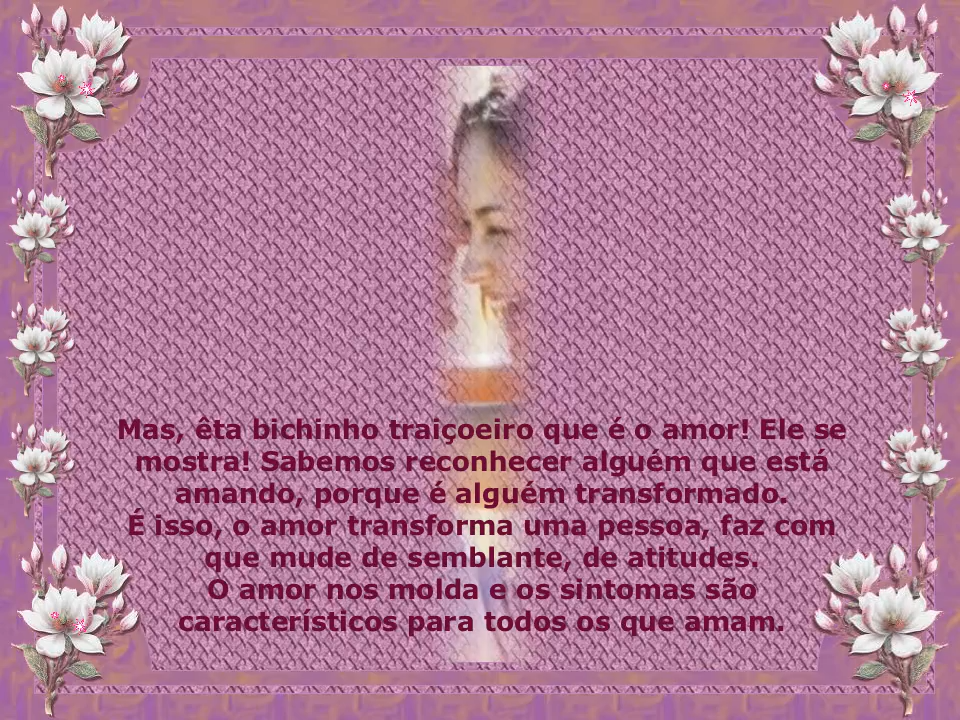 Mas, êta bichinho traiçoeiro que é o amor! Ele se
mostra! Sabemos reconhecer alguém que está
amando, porque é alguém transformado.
É isso, o amor transforma uma pessoa, faz com
que mude de semblante, de atitudes.
O amor nos molda e os sintomas são
característicos para todos os que amam.